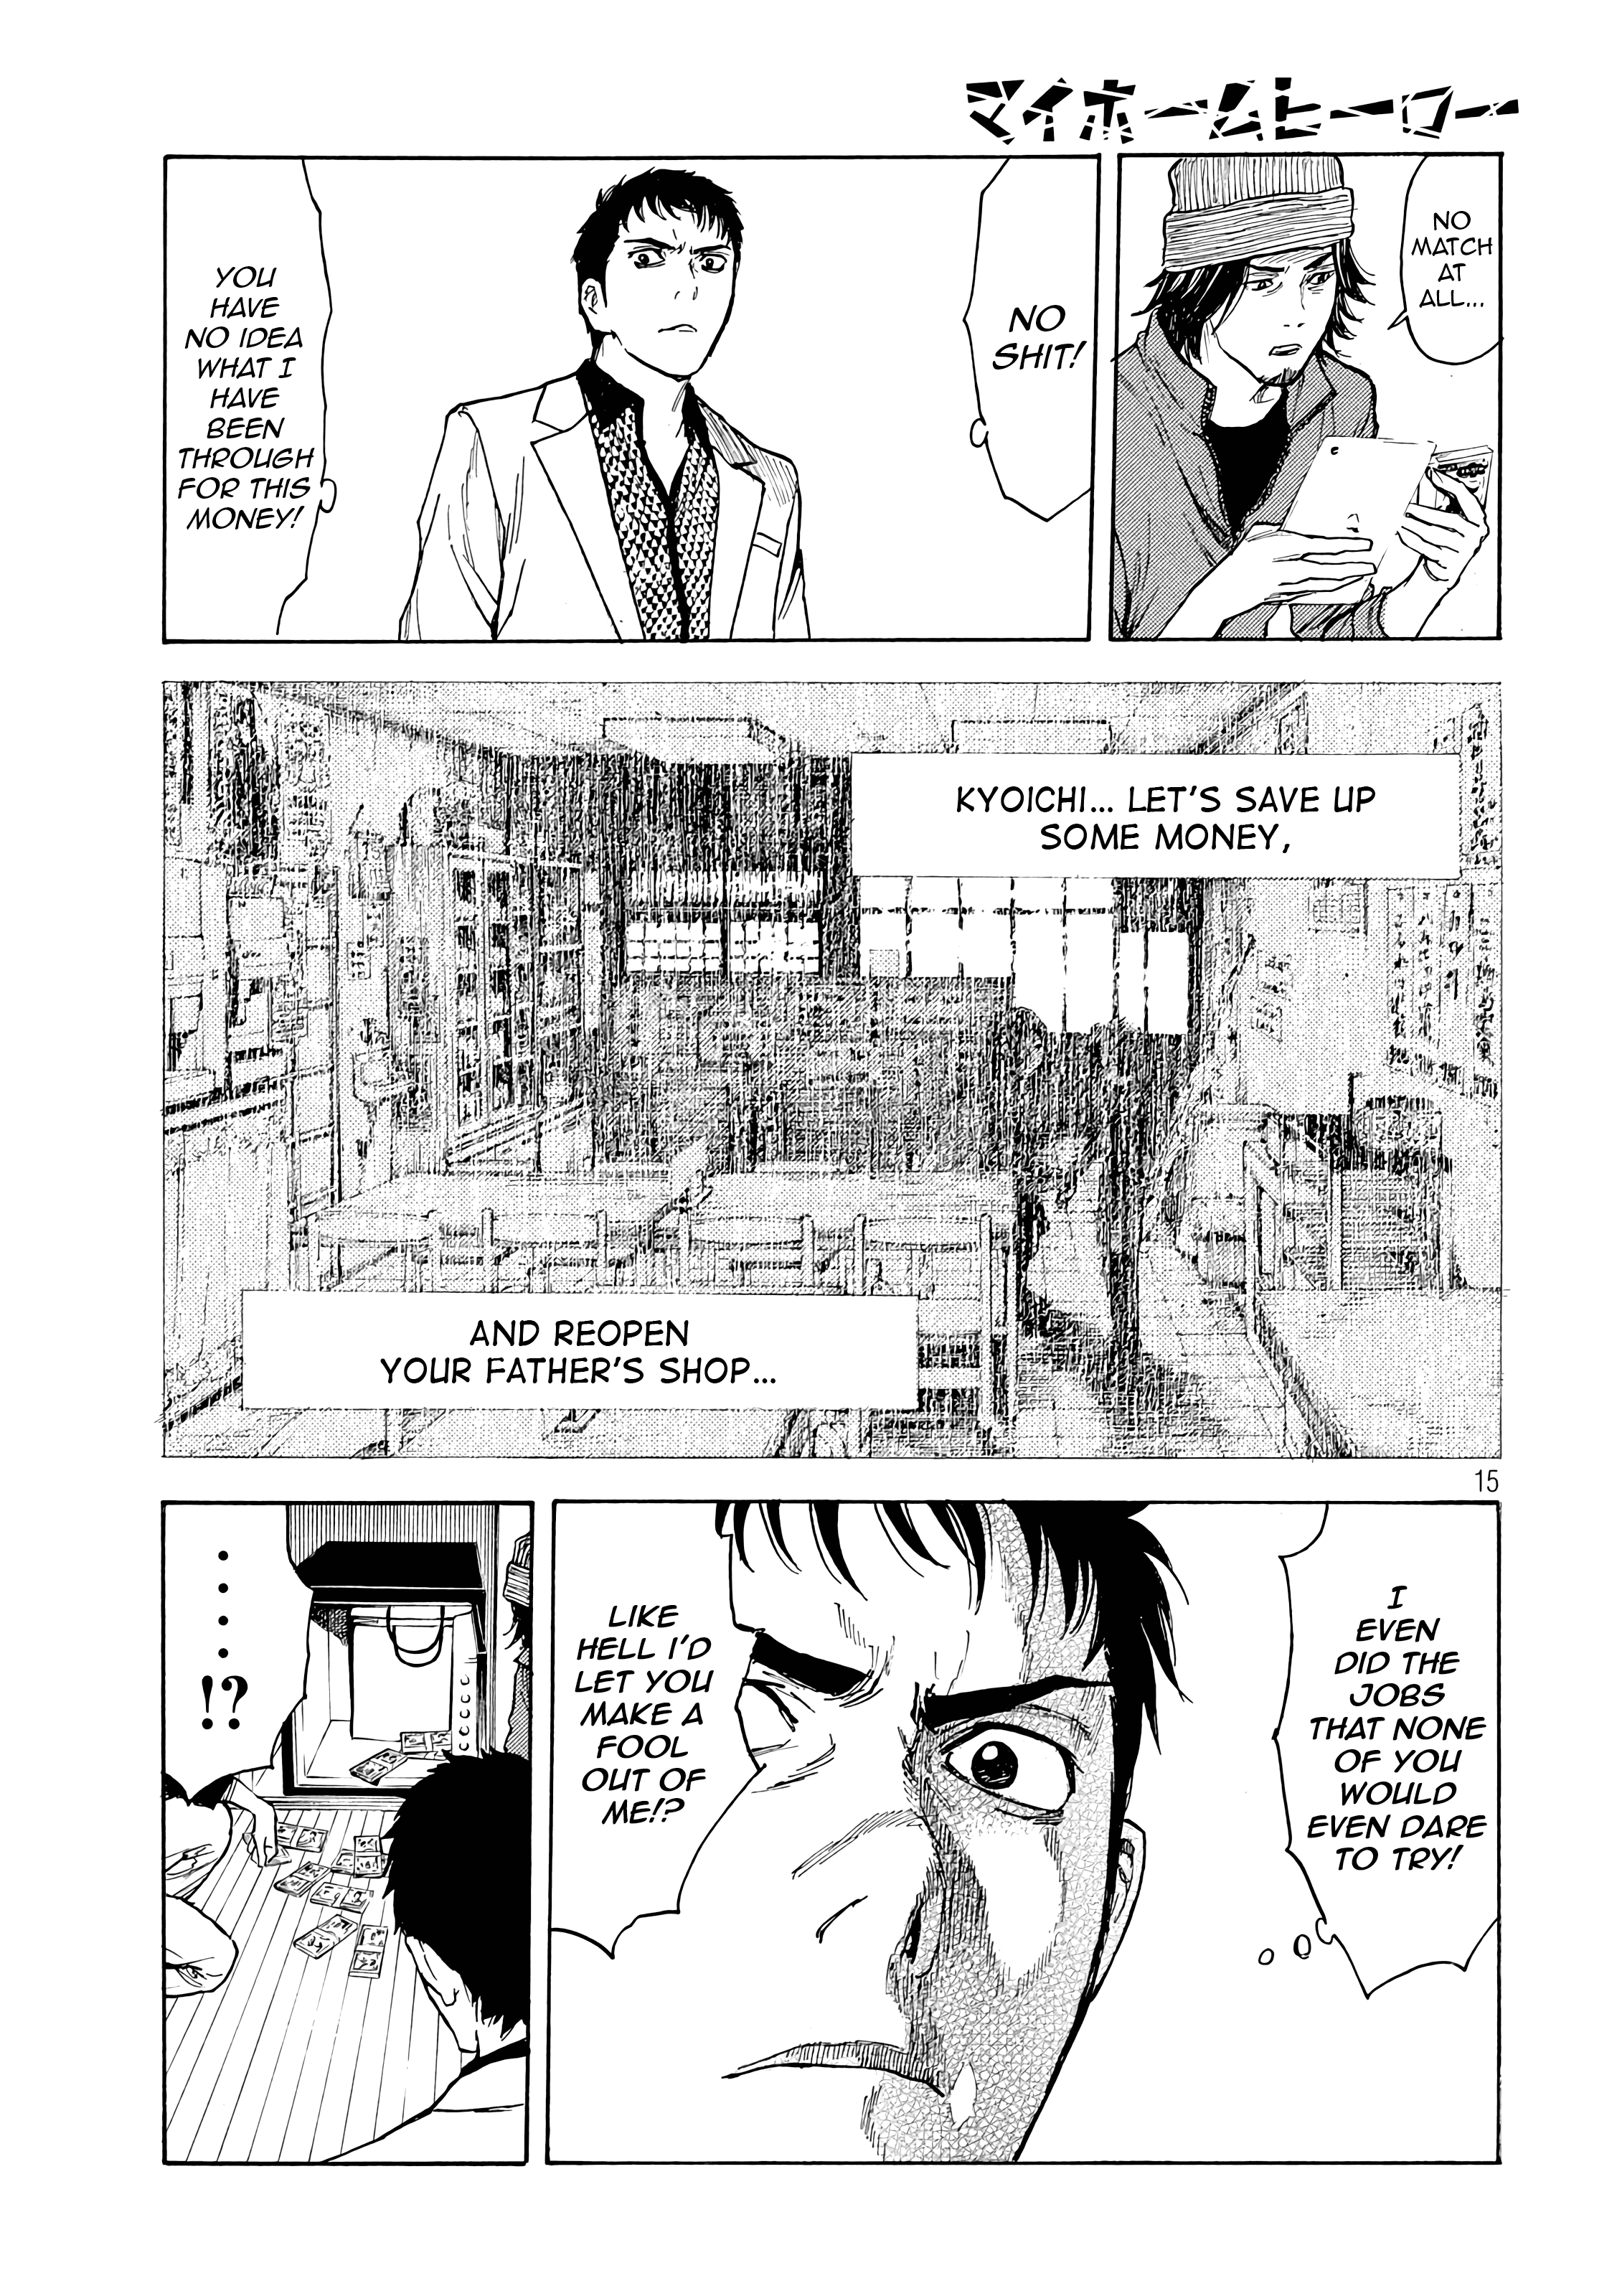 マイホームヒーロー
NO
MATCH
AT
ALL...
NO
SHIT!
YOU
HAVE
NO IDEA
WHAT I
HAVE
BEEN
THROUGH
FOR THIS
MONEY!
KYOICHI... LET'S SAVE UP
SOME MONEY,
AND REOPEN
YOUR FATHER'S SHOP...
15
I
EVEN
DID THE
JOBS
THAT NONE
OF YOU
WOULD
EVEN DARE
TO TRY!
LIKE
HELL I'D
LET YOU
MAKE A
FOOL
OUT OF
ME!?
....!?